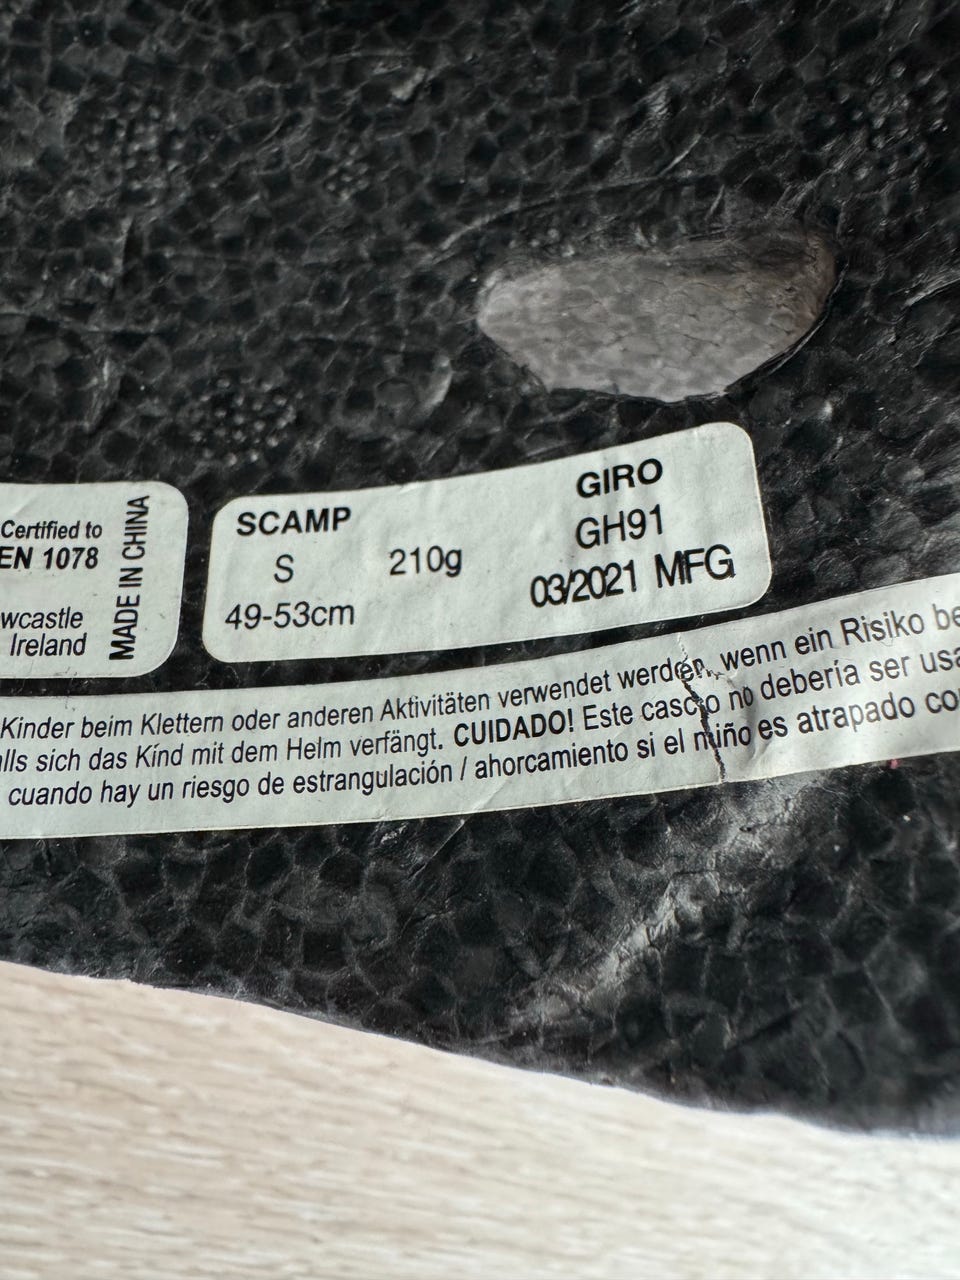 Certified to
EN 1078
wcastle
Ireland
MADE IN CHINA
SCAMP
S
49-53cm
210g
GIRO
GH91
03/2021 MFG
Kinder beim Klettern oder anderen Aktivitäten verwendet werden, wenn ein Risiko be
lls sich das Kind mit dem Helm verfängt. CUIDADO! Este casco no debería ser usa
cuando hay un riesgo de estrangulación / ahorcamiento si el niño es atrapado co